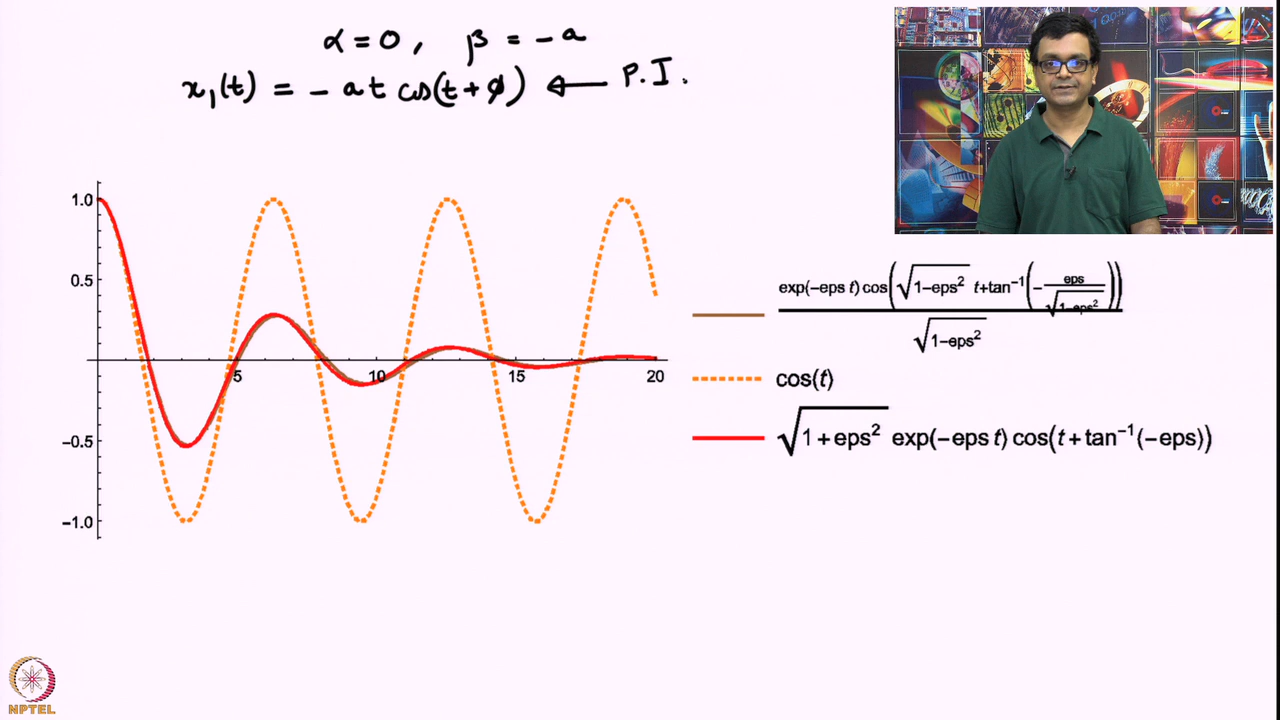 α = 0 , β = - a
x₁(t) = - a t cos(t + φ) ← P.I.
1.0
0.5
-0.5
-1.0
5 10 15 20
exp(-eps t) cos(√(1-eps²) t+tan⁻¹(-eps/√(1-eps²))) / √(1-eps²)
cos(t)
√(1+eps²) exp(-eps t) cos(t+tan⁻¹(-eps))
NPTEL